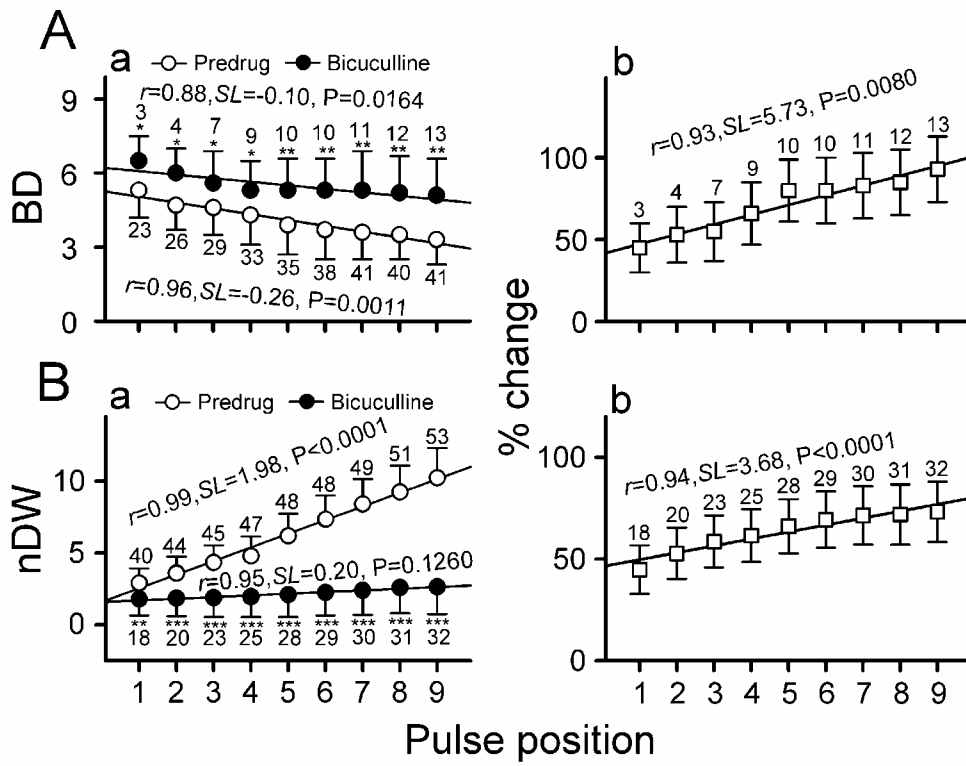 A
a Predrug Bicuculline
r=0.88,SL=-0.10, P=0.0164
9
6
3
0
BD
3 4 7 9 10 10 11 12 13
* * * * ** ** ** ** **
23 26 29 33 35 38 41 40 41
r=0.96,SL=-0.26, P=0.0011
b
r=0.93,SL=5.73, P=0.0080
100
50
0
3 4 7 9 10 10 11 12 13
% change
B
a Predrug Bicuculline
r=0.99,SL=1.98, P<0.0001
10
5
0
nDW
40 44 45 47 48 48 49 51 53
r=0.95,SL=0.20, P=0.1260
** *** *** *** *** *** *** *** ***
18 20 23 25 28 29 30 31 32
1 2 3 4 5 6 7 8 9
b
r=0.94,SL=3.68, P<0.0001
100
50
0
18 20 23 25 28 29 30 31 32
1 2 3 4 5 6 7 8 9
Pulse position